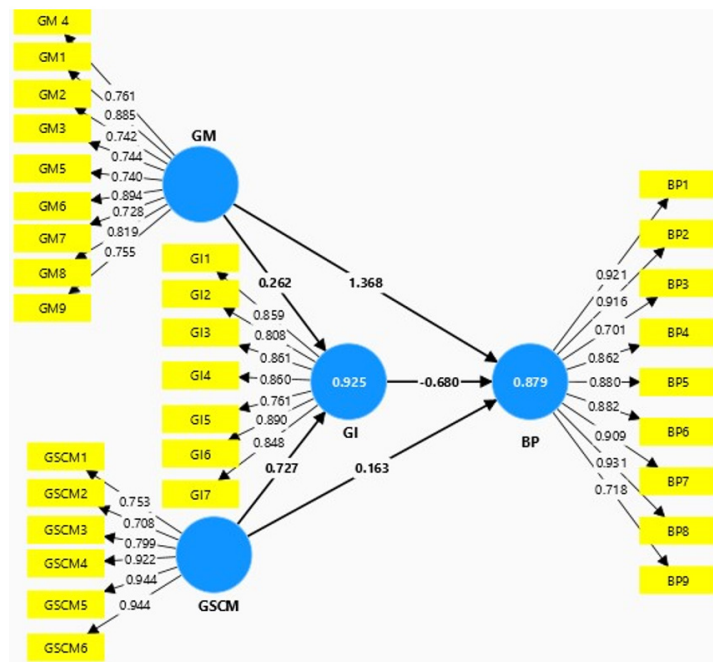 GM 4
GM1
GM2
GM3
GM5
GM6
GM7
GM8
GM9
0.761
0.885
0.742
0.744
0.740
0.894
0.728
0.819
0.755
GM
0.262
1.368
GI1
GI2
GI3
GI4
GI5
GI6
GI7
0.859
0.808
0.861
0.860
0.761
0.890
0.848
0.925
GI
-0.680
0.879
BP
BP1
BP2
BP3
BP4
BP5
BP6
BP7
BP8
BP9
0.921
0.916
0.701
0.862
0.880
0.882
0.909
0.931
0.718
0.727
0.163
GSCM1
GSCM2
GSCM3
GSCM4
GSCM5
GSCM6
0.753
0.708
0.799
0.922
0.944
0.944
GSCM